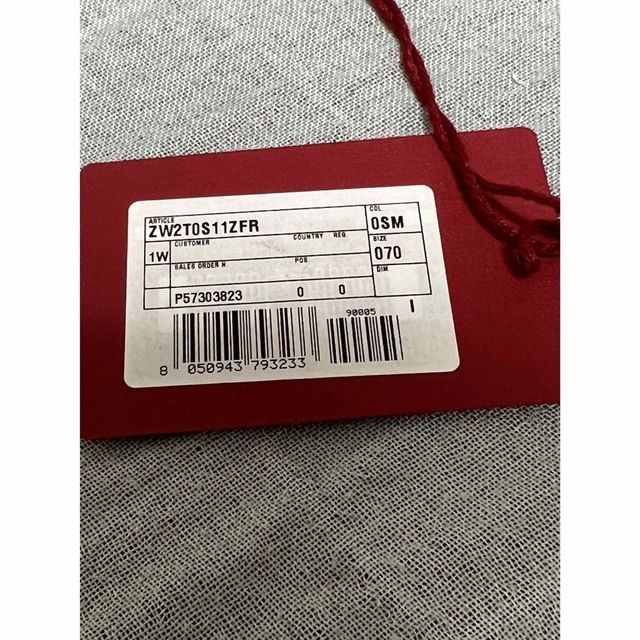 ARTICLE COL.
ZW2T0S11ZFR 0SM
1W CUSTOMER COUNTRY REG. SIZE
070
SALES ORDER N. POS. DIM
P57303823 0 0
90005 I
8 050943 793233